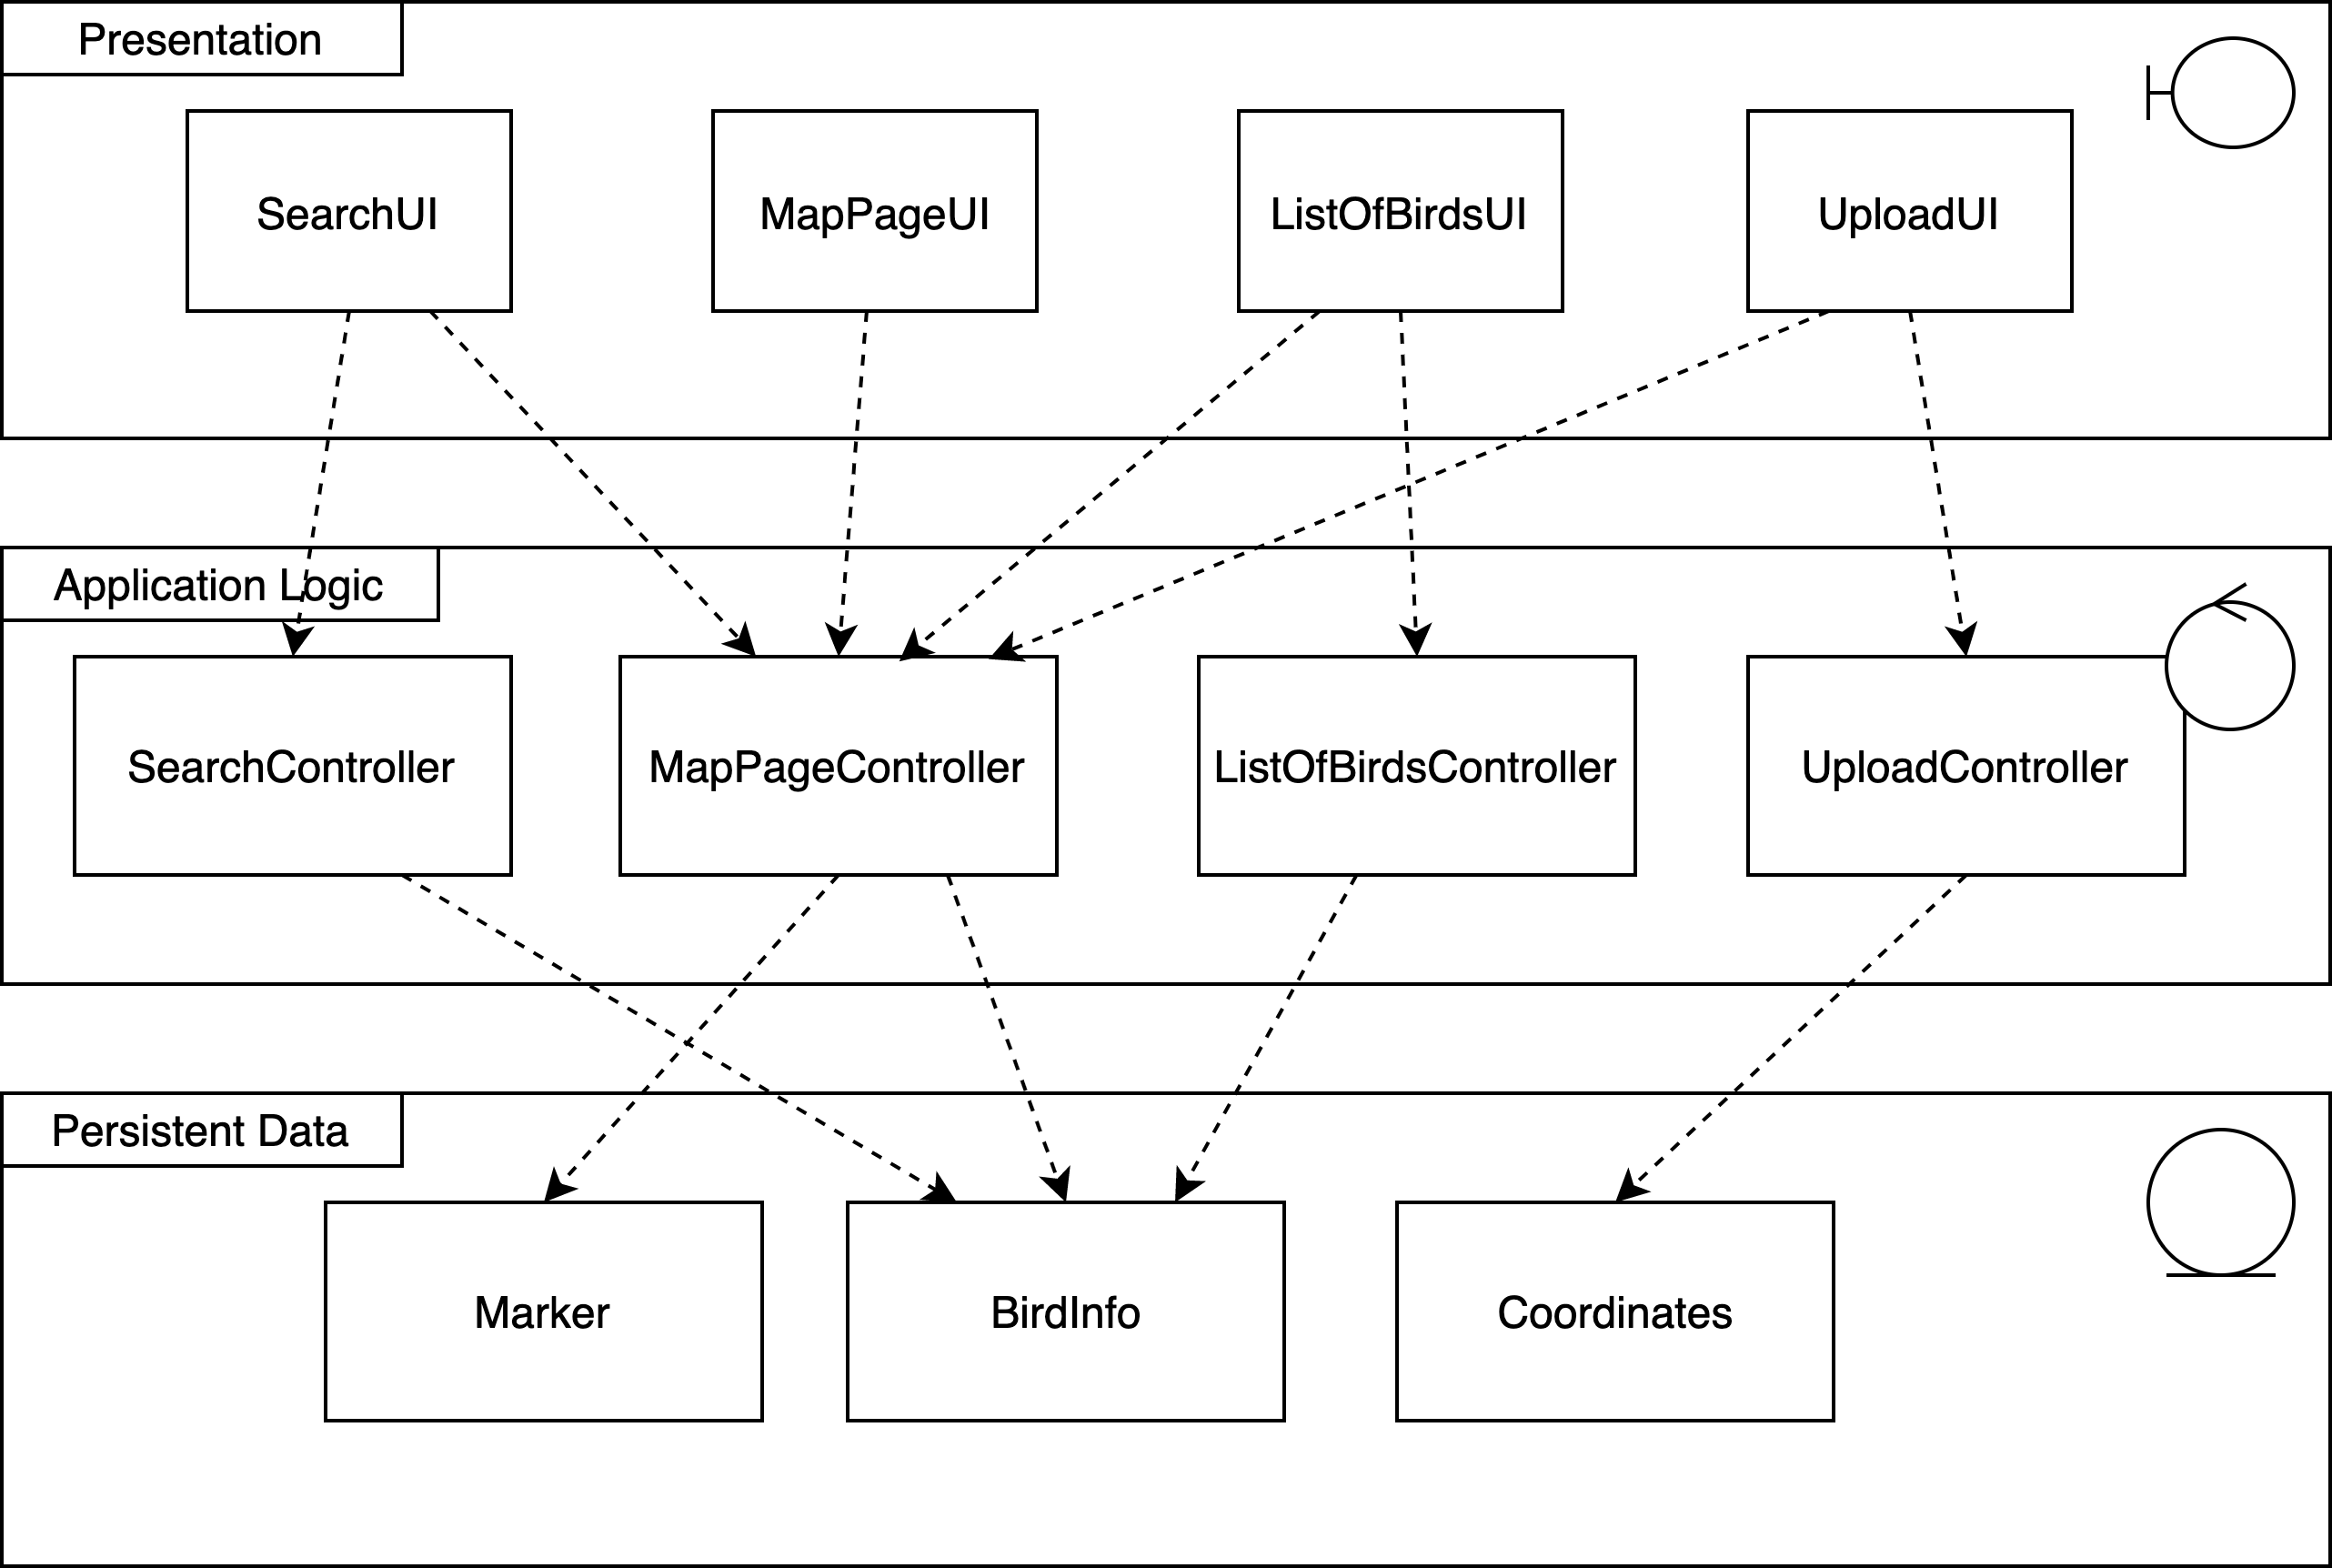 Presentation
SearchUI
MapPageUI
ListOfBirdsUI
UploadUI
Application Logic
SearchController
MapPageController
ListOfBirdsController
UploadController
Persistent Data
Marker
BirdInfo
Coordinates